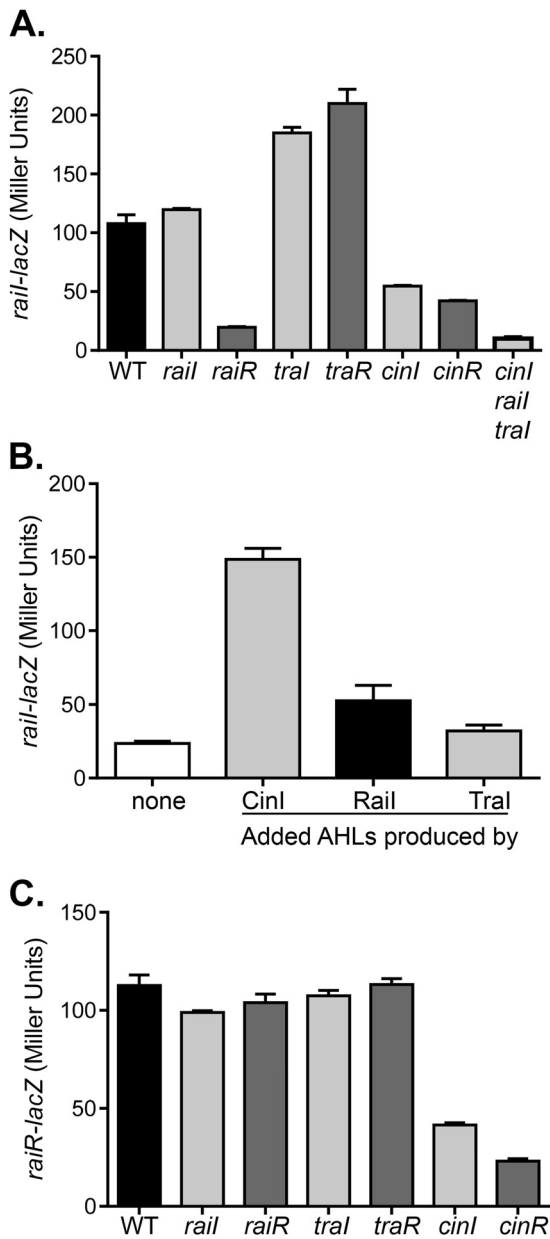 A.
raiI-lacZ (Miller Units)
250
200
150
100
50
0
WT raiI raiR traI traR cinI cinR cinI
raiI
traI
B.
raiI-lacZ (Miller Units)
200
150
100
50
0
none CinI RaiI TraI
Added AHLs produced by
C.
raiR-lacZ (Miller Units)
150
100
50
0
WT raiI raiR traI traR cinI cinR